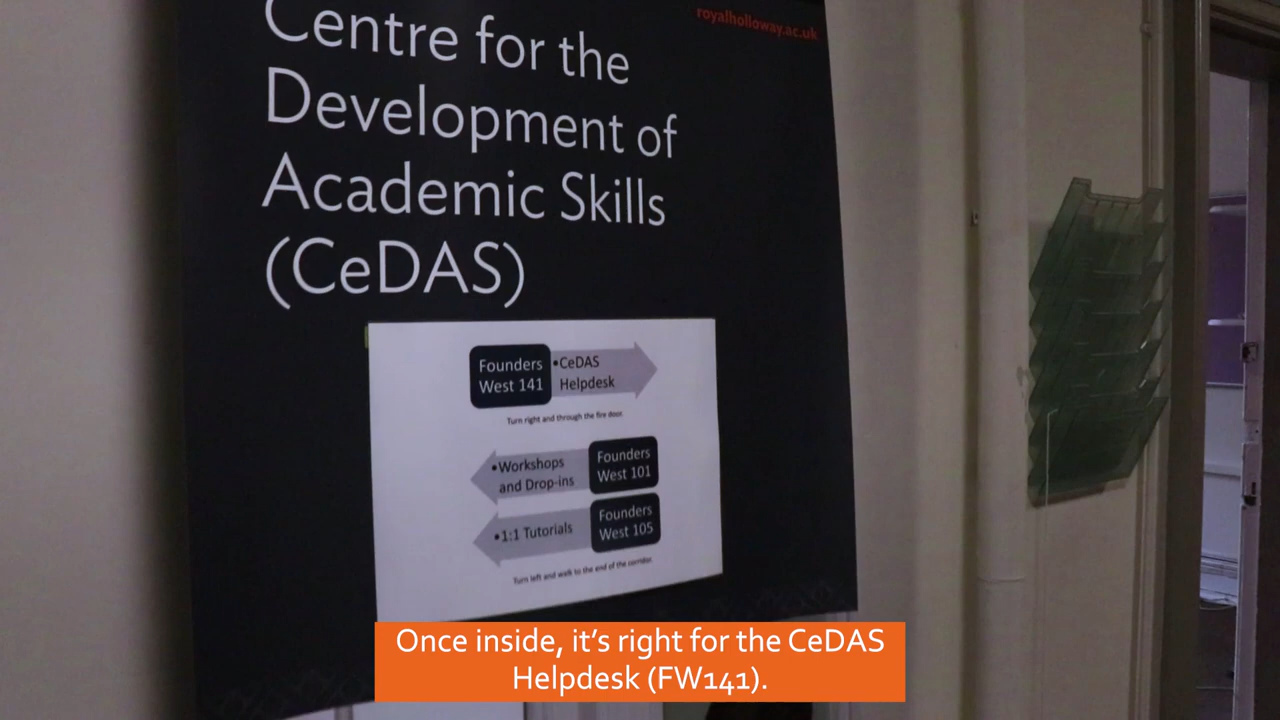 royalholloway.ac.uk
Centre for the
Development of
Academic Skills
(CeDAS)
Founders
West 141
•CeDAS
Helpdesk
Turn right and through the fire door.
•Workshops
and Drop-ins
Founders
West 101
•1:1 Tutorials
Founders
West 105
Turn left and walk to the end of the corridor.
Once inside, it’s right for the CeDAS
Helpdesk (FW141).